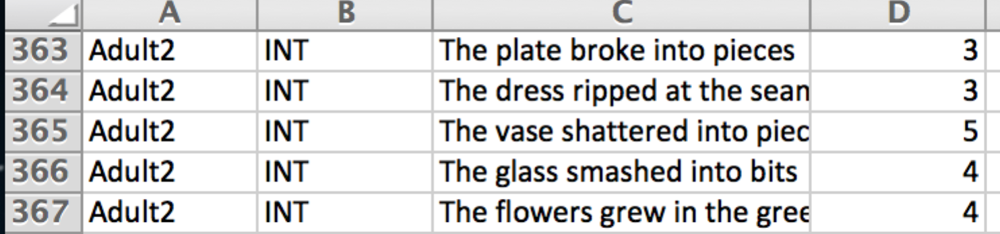 A B C D
363 Adult2 INT The plate broke into pieces 3
364 Adult2 INT The dress ripped at the seam 3
365 Adult2 INT The vase shattered into piec 5
366 Adult2 INT The glass smashed into bits 4
367 Adult2 INT The flowers grew in the gree 4